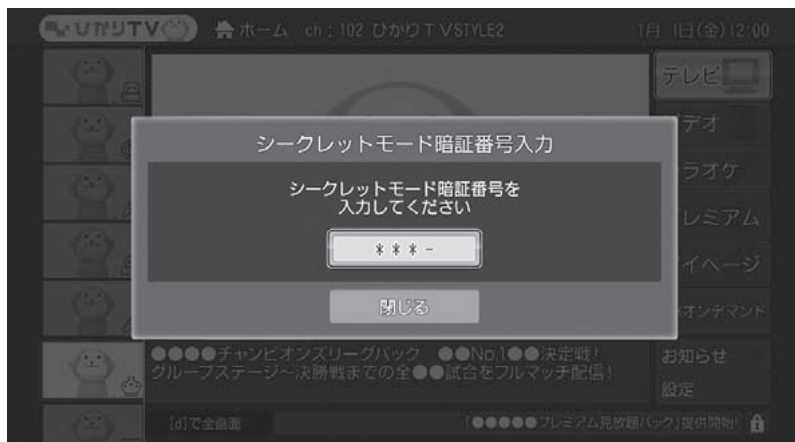 ひかりTV
ホーム ch:102 ひかりTVSTYLE2
1月 1日(金)12:00
テレビ
デオ
ラオケ
レミアム
イページ
オンデマンド
お知らせ
設定
シークレットモード暗証番号入力
シークレットモード暗証番号を
入力してください
***-
閉じる
●●●●チャンピオンズリーグパック ●●No.1●●決定戦!
グループステージ~決勝戦までの全●●試合をフルマッチ配信!
[d]で全画面
「●●●●●プレミアム見放題パック」提供開始!